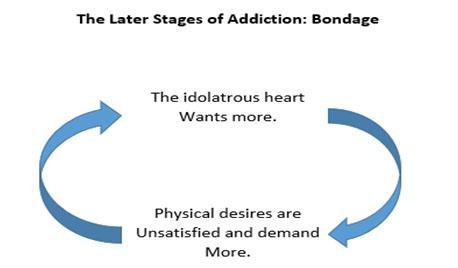 The Later Stages of Addiction: Bondage
The idolatrous heart
Wants more.
Physical desires are
Unsatisfied and demand
More.